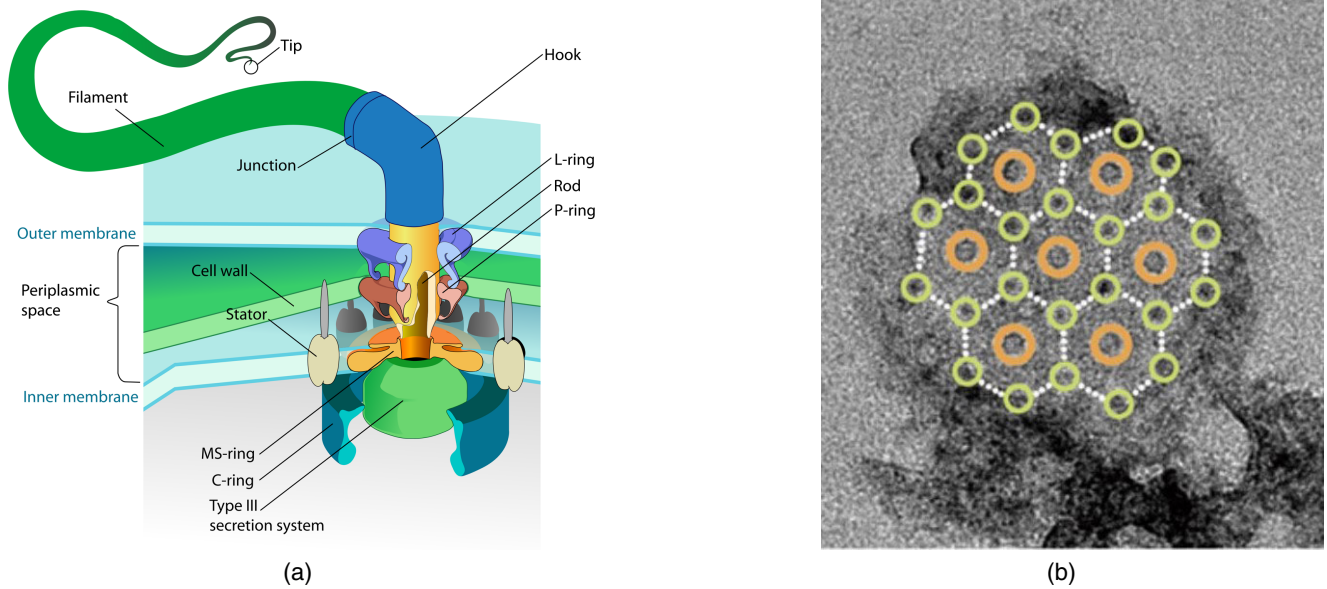 Tip
Hook
Filament
Junction
L-ring
Rod
P-ring
Outer membrane
Cell wall
Periplasmic
space
Stator
Inner membrane
MS-ring
C-ring
Type III
secretion system
(a)
(b)